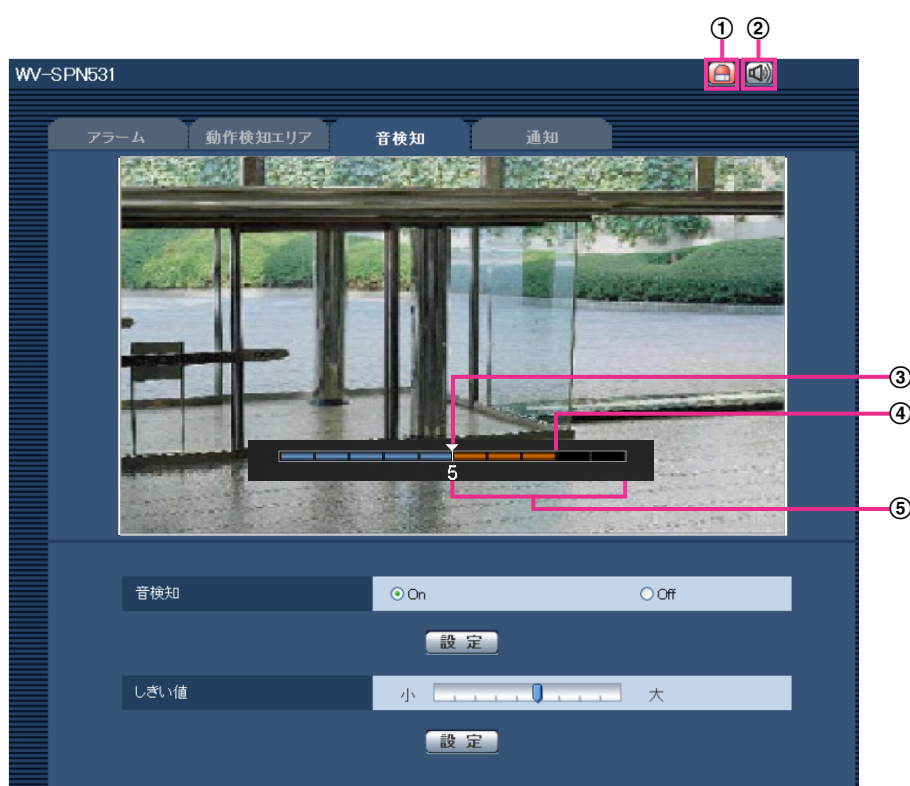 ① ②
WV-SPN531
アラーム 動作検知エリア 音検知 通知
③
④
5
⑤
音検知 On Off
設定
しきい値 小 大
設定